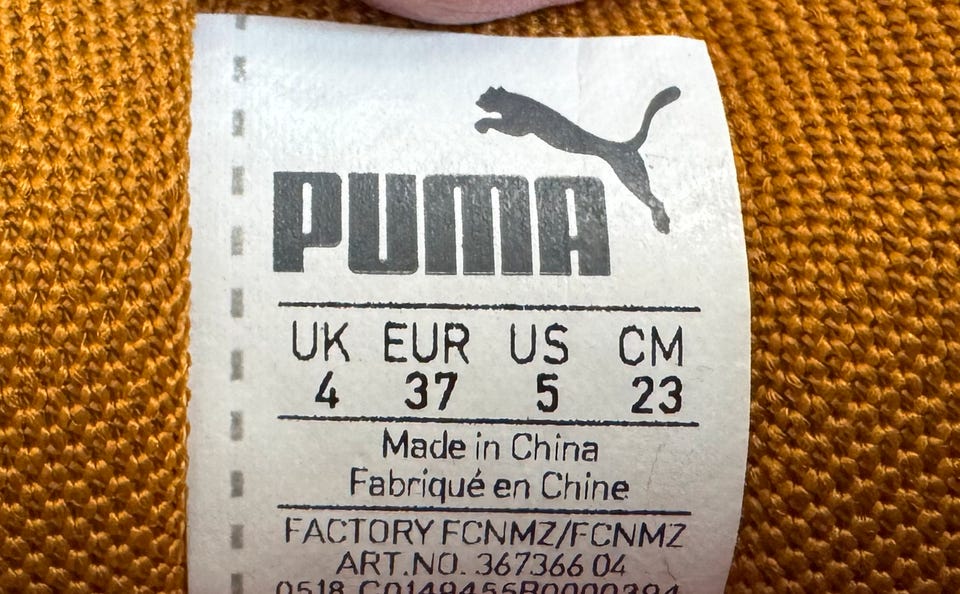 PUMA
UK EUR US CM
4 37 5 23
Made in China
Fabriqué en Chine
FACTORY FCNMZ/FCNMZ
ART.NO. 367366 04
0518